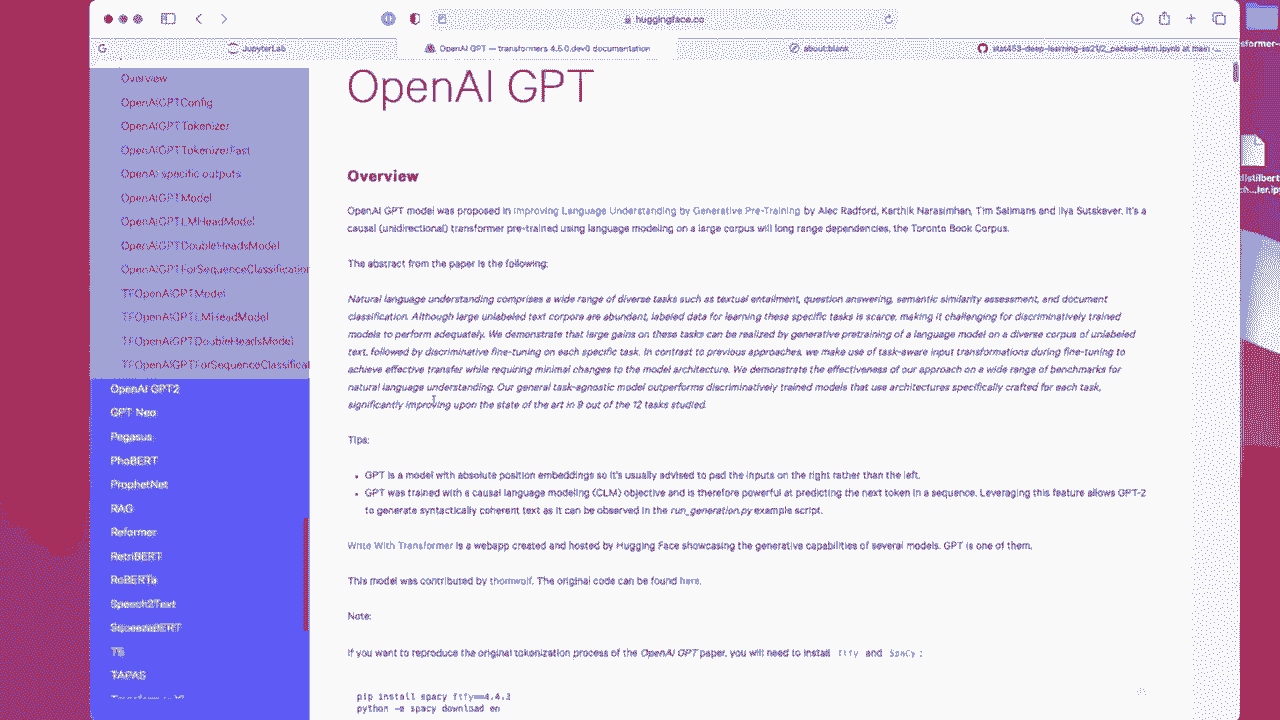 huggingface.co
JupyterLab
OpenAI GPT — transformers 4.5.0.dev0 documentation
about:blank
stat453-deep-learning-ss21/2_packed-lstm.ipynb at main ·...
Overview
OpenAIGPTConfig
OpenAIGPTTokenizer
OpenAIGPTTokenizerFast
OpenAI specific outputs
OpenAIGPTModel
OpenAIGPTLMHeadModel
OpenAIGPTDoubleHeadsModel
OpenAIGPTForSequenceClassification
TFOpenAIGPTModel
TFOpenAIGPTLMHeadModel
TFOpenAIGPTDoubleHeadsModel
TFOpenAIGPTForSequenceClassificat
OpenAI GPT2
GPT Neo
Pegasus
PhoBERT
ProphetNet
RAG
Reformer
RetriBERT
RoBERTa
Speech2Text
SqueezeBERT
T5
TAPAS
OpenAI GPT
Overview
OpenAI GPT model was proposed in Improving Language Understanding by Generative Pre-Training by Alec Radford, Karthik Narasimhan, Tim Salimans and Ilya Sutskever. It's a
causal (unidirectional) transformer pre-trained using language modeling on a large corpus will long range dependencies, the Toronto Book Corpus.
The abstract from the paper is the following:
Natural language understanding comprises a wide range of diverse tasks such as textual entailment, question answering, semantic similarity assessment, and document
classification. Although large unlabeled text corpora are abundant, labeled data for learning these specific tasks is scarce, making it challenging for discriminatively trained
models to perform adequately. We demonstrate that large gains on these tasks can be realized by generative pretraining of a language model on a diverse corpus of unlabeled
text, followed by discriminative fine-tuning on each specific task. In contrast to previous approaches, we make use of task-aware input transformations during fine-tuning to
achieve effective transfer while requiring minimal changes to the model architecture. We demonstrate the effectiveness of our approach on a wide range of benchmarks for
natural language understanding. Our general task-agnostic model outperforms discriminatively trained models that use architectures specifically crafted for each task,
significantly improving upon the state of the art in 9 out of the 12 tasks studied.
Tips:
• GPT is a model with absolute position embeddings so it's usually advised to pad the inputs on the right rather than the left.
• GPT was trained with a causal language modeling (CLM) objective and is therefore powerful at predicting the next token in a sequence. Leveraging this feature allows GPT-2
to generate syntactically coherent text as it can be observed in the run_generation.py example script.
Write With Transformer is a webapp created and hosted by Hugging Face showcasing the generative capabilities of several models. GPT is one of them.
This model was contributed by thomwolf. The original code can be found here.
Note:
If you want to reproduce the original tokenization process of the OpenAI GPT paper, you will need to install ftfy and SpaCy :
pip install spacy ftfy==4.4.3
python -m spacy download en
sformer-
distilbert
h...ler.ip